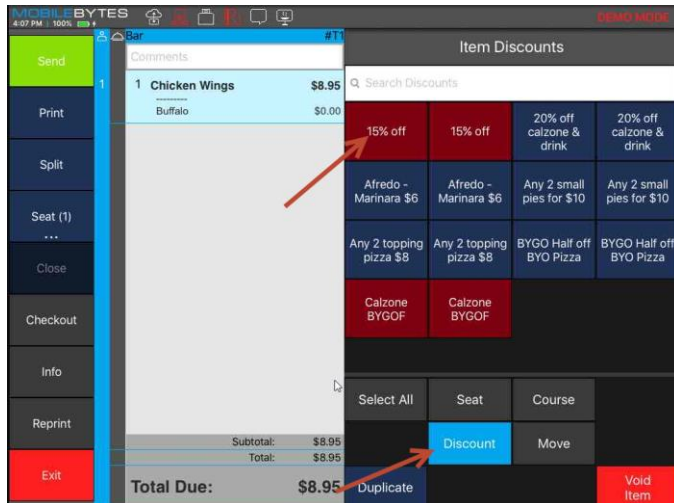 MOBILEBYTES
4:07 PM 100%
DEMO MODE
Send
Print
Split
Seat (1)
...
Close
Checkout
Info
Reprint
Exit
1
Bar #T1
Comments
1 Chicken Wings $8.95
---------
Buffalo $0.00
Subtotal: $8.95
Total: $8.95
Total Due: $8.95
Item Discounts
Search Discounts
15% off
15% off
20% off
calzone &
drink
20% off
calzone &
drink
Afredo -
Marinara $6
Afredo -
Marinara $6
Any 2 small
pies for $10
Any 2 small
pies for $10
Any 2 topping
pizza $8
Any 2 topping
pizza $8
BYGO Half off
BYO Pizza
BYGO Half off
BYO Pizza
Calzone
BYGOF
Calzone
BYGOF
Select All
Seat
Course
Discount
Move
Duplicate
Void
Item